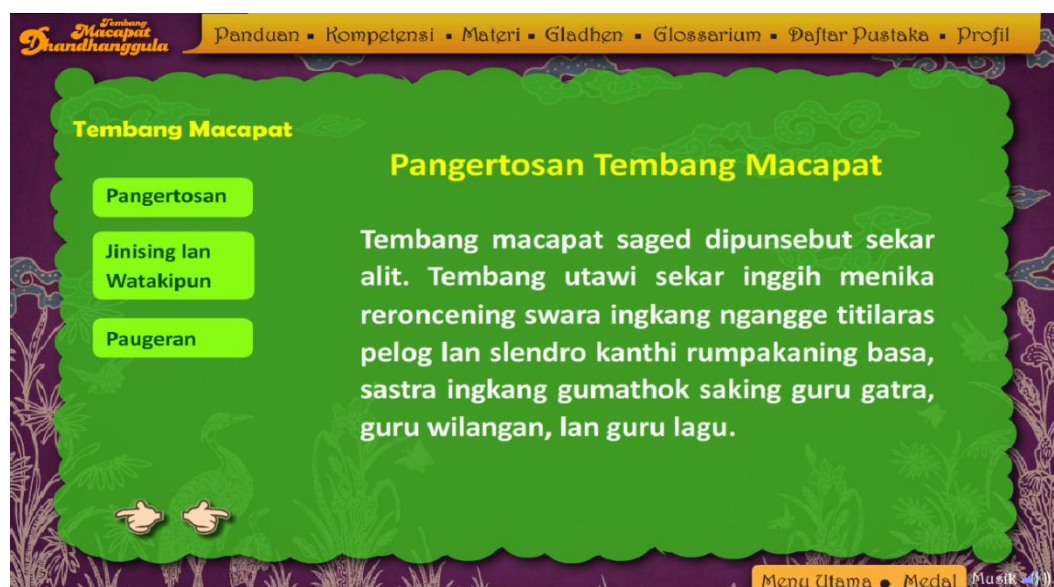 Tembang
Macapat
Dhandhanggula
Panduan ▪ Kompetensi ▪ Materi ▪ Gladhen ▪ Glossarium ▪ Daftar Pustaka ▪ Profil
Tembang Macapat
Pangertosan
Jinising lan
Watakipun
Paugeran
Pangertosan Tembang Macapat
Tembang macapat saged dipunsebut sekar
alit. Tembang utawi sekar inggih menika
reroncening swara ingkang ngangge titilaras
pelog lan slendro kanthi rumpakaning basa,
sastra ingkang gumathok saking guru gatra,
guru wilangan, lan guru lagu.
Menu Utama ● Medal
Musik